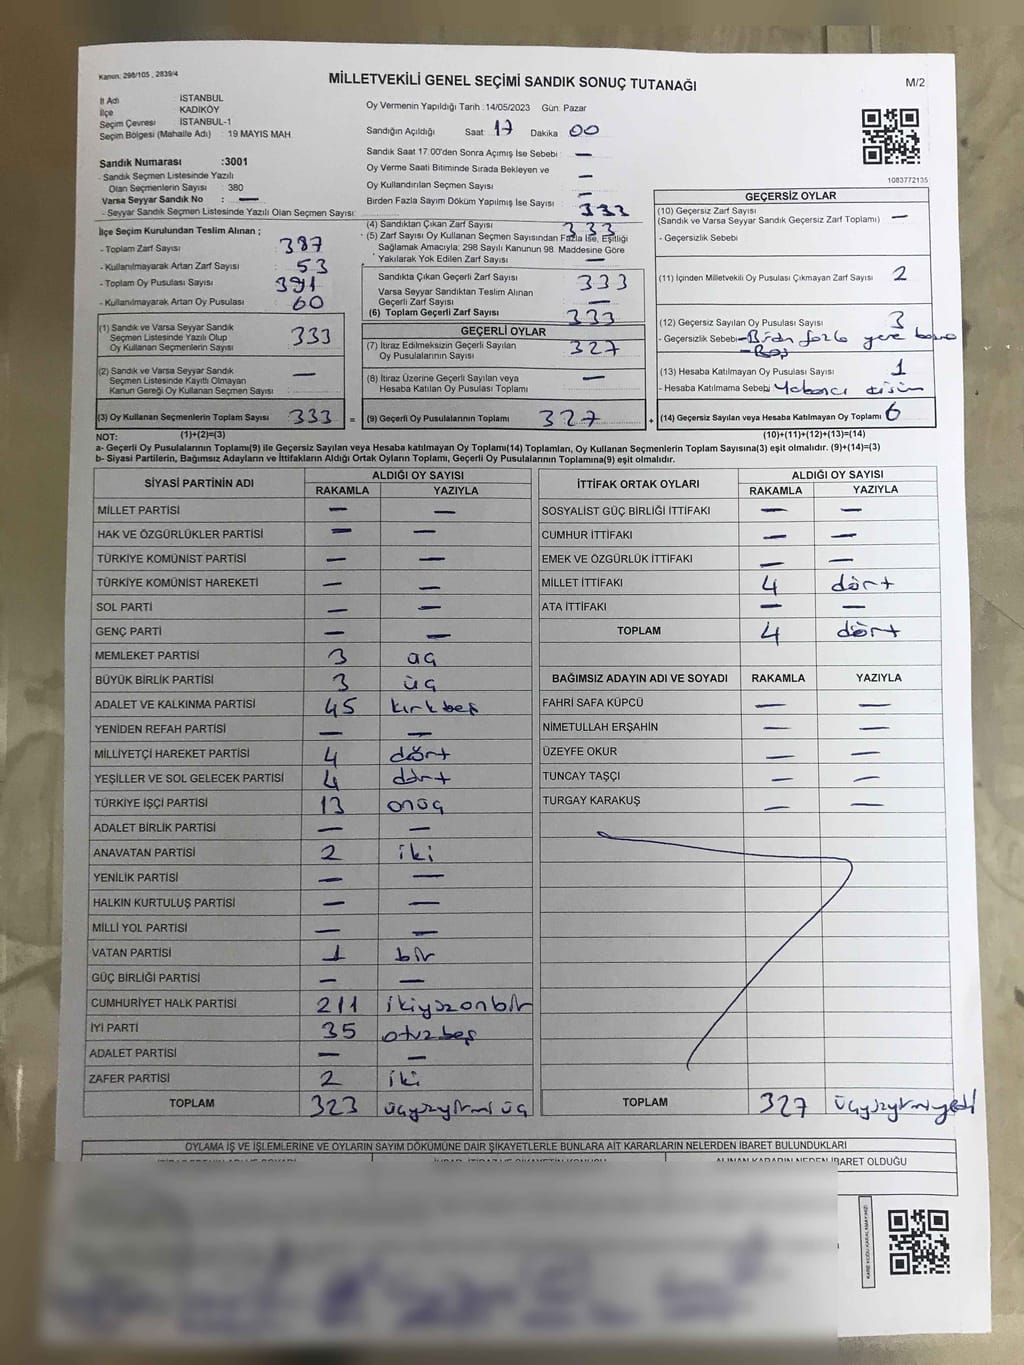 Kanun: 298/105 , 2839/4
MİLLETVEKİLİ GENEL SEÇİMİ SANDIK SONUÇ TUTANAĞI
M/2
İl Adı : İSTANBUL
İlçe : KADIKÖY
Seçim Çevresi : İSTANBUL-1
Seçim Bölgesi (Mahalle Adı) : 19 MAYIS MAH.
Sandık Numarası :3001
- Sandık Seçmen Listesinde Yazılı
Olan Seçmenlerin Sayısı : 380
Varsa Seyyar Sandık No : —
- Seyyar Sandık Seçmen Listesinde Yazılı Olan Seçmen Sayısı:
İlçe Seçim Kurulundan Teslim Alınan ;
- Toplam Zarf Sayısı : 387
- Kullanılmayarak Artan Zarf Sayısı : 53
- Toplam Oy Pusulası Sayısı : 391
- Kullanılmayarak Artan Oy Pusulası : 60
(1) Sandık ve Varsa Seyyar Sandık
Seçmen Listesinde Yazılı Olup
Oy Kullanan Seçmenlerin Sayısı : 333
(2) Sandık ve Varsa Seyyar Sandık
Seçmen Listesinde Kayıtlı Olmayan
Kanun Gereği Oy Kullanan Seçmen Sayısı : —
(3) Oy Kullanan Seçmenlerin Toplam Sayısı : 333 =
Oy Vermenin Yapıldığı Tarih :14/05/2023 Gün: Pazar
Sandığın Açıldığı Saat 17 Dakika 00
Sandık Saat 17:00'den Sonra Açımış İse Sebebi : —
Oy Verme Saati Bitiminde Sırada Bekleyen ve
Oy Kullandırılan Seçmen Sayısı : —
Birden Fazla Sayım Döküm Yapılmış İse Sayısı : —
333
(4) Sandıktan Çıkan Zarf Sayısı : 333
(5) Zarf Sayısı Oy Kullanan Seçmen Sayısından Fazla İse, Eşitliği
Sağlamak Amacıyla; 298 Sayılı Kanunun 98. Maddesine Göre
Yakılarak Yok Edilen Zarf Sayısı : —
Sandıkta Çıkan Geçerli Zarf Sayısı : 333
Varsa Seyyar Sandıktan Teslim Alınan
Geçerli Zarf Sayısı : —
(6) Toplam Geçerli Zarf Sayısı : 333
GEÇERLİ OYLAR
(7) İtiraz Edilmeksizin Geçerli Sayılan
Oy Pusulalarının Sayısı : 327
(8) İtiraz Üzerine Geçerli Sayılan veya
Hesaba Katılan Oy Pusulası Sayısı : —
(9) Geçerli Oy Pusulalarının Toplamı : 327 +
1083772135
GEÇERSİZ OYLAR
(10) Geçersiz Zarf Sayısı
(Sandık ve Varsa Seyyar Sandık Geçersiz Zarf Toplamı) : —
- Geçersizlik Sebebi
(11) İçinden Milletvekili Oy Pusulası Çıkmayan Zarf Sayısı : 2
(12) Geçersiz Sayılan Oy Pusulası Sayısı : 3
- Geçersizlik Sebebi -Birden fazla yere
- Boş
(13) Hesaba Katılmayan Oy Pusulası Sayısı : 1
- Hesaba Katılmama Sebebi Yabancı
(14) Geçersiz Sayılan veya Hesaba Katılmayan Oy Toplamı : 6
NOT: (1)+(2)=(3) (10)+(11)+(12)+(13)=(14)
a- Geçerli Oy Pusulalarının Toplamı(9) ile Geçersiz Sayılan veya Hesaba katılmayan Oy Toplamı(14) Toplamları, Oy Kullanan Seçmenlerin Toplam Sayısına(3) eşit olmalıdır. (9)+(14)=(3)
b- Siyasi Partilerin, Bağımsız Adayların ve İttifakların Aldığı Ortak Oyların Toplamı, Geçerli Oy Pusulalarının Toplamına(9) eşit olmalıdır.
SİYASİ PARTİNİN ADI ALDIĞI OY SAYISI
RAKAMLA YAZIYLA
MİLLET PARTİSİ — —
HAK VE ÖZGÜRLÜKLER PARTİSİ — —
TÜRKİYE KOMÜNİST PARTİSİ — —
TÜRKİYE KOMÜNİST HAREKETİ — —
SOL PARTİ — —
GENÇ PARTİ — —
MEMLEKET PARTİSİ 3 üç
BÜYÜK BİRLİK PARTİSİ 3 üç
ADALET VE KALKINMA PARTİSİ 45 kırkbeş
YENİDEN REFAH PARTİSİ — —
MİLLİYETÇİ HAREKET PARTİSİ 4 dört
YEŞİLLER VE SOL GELECEK PARTİSİ 4 dört
TÜRKİYE İŞÇİ PARTİSİ 13 onüç
ADALET BİRLİK PARTİSİ — —
ANAVATAN PARTİSİ 2 iki
YENİLİK PARTİSİ — —
HALKIN KURTULUŞ PARTİSİ — —
MİLLİ YOL PARTİSİ — —
VATAN PARTİSİ 1 bir
GÜÇ BİRLİĞİ PARTİSİ — —
CUMHURİYET HALK PARTİSİ 211 ikiyüzonbir
İYİ PARTİ 35 otuzbeş
ADALET PARTİSİ — —
ZAFER PARTİSİ 2 iki
TOPLAM 323 üçyüzyirmi üç
İTTİFAK ORTAK OYLARI ALDIĞI OY SAYISI
RAKAMLA YAZIYLA
SOSYALİST GÜÇ BİRLİĞİ İTTİFAKI — —
CUMHUR İTTİFAKI — —
EMEK VE ÖZGÜRLÜK İTTİFAKI — —
MİLLET İTTİFAKI 4 dört
ATA İTTİFAKI — —
TOPLAM 4 dört
BAĞIMSIZ ADAYIN ADI VE SOYADI RAKAMLA YAZIYLA
FAHRİ SAFA KÜPCÜ — —
NİMETULLAH ERŞAHİN — —
ÜZEYFE OKUR — —
TUNCAY TAŞÇI — —
TURGAY KARAKUŞ — —
TOPLAM 327 üçyüzyirmiyedi
OYLAMA İŞ VE İŞLEMLERİNE VE OYLARIN SAYIM DÖKÜMÜNE DAİR ŞİKAYETLERLE BUNLARA AİT KARARLARIN NELERDEN İBARET BULUNDUKLARI
ALINAN KARARIN NEDEN İBARET OLDUĞU
KARE KODU KARALAMAYINIZ!